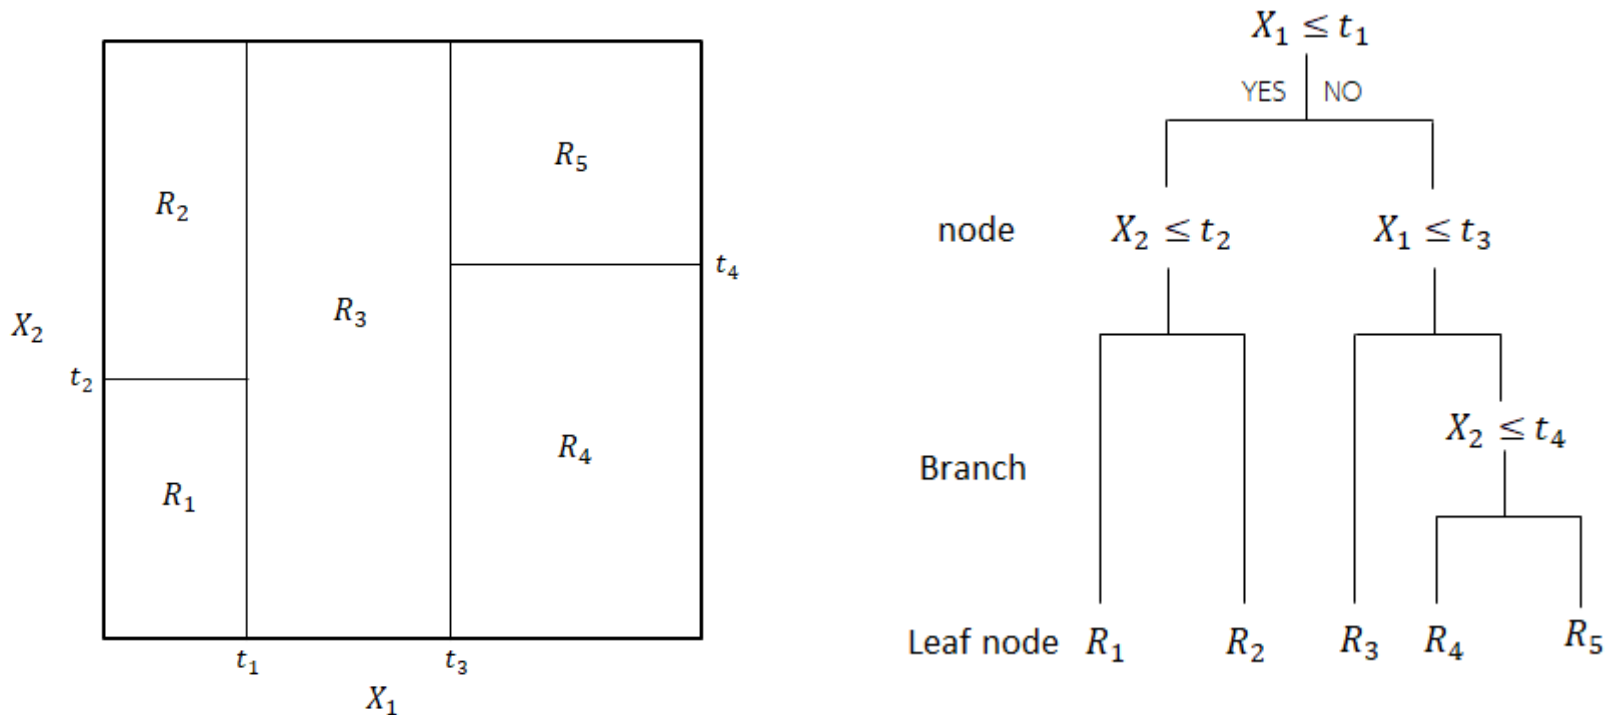 R₂
R₅
R₃
t₄
X₂
t₂
R₄
R₁
t₁
t₃
X₁
X₁ ≤ t₁
YES NO
node X₂ ≤ t₂ X₁ ≤ t₃
X₂ ≤ t₄
Branch
Leaf node R₁ R₂ R₃ R₄ R₅